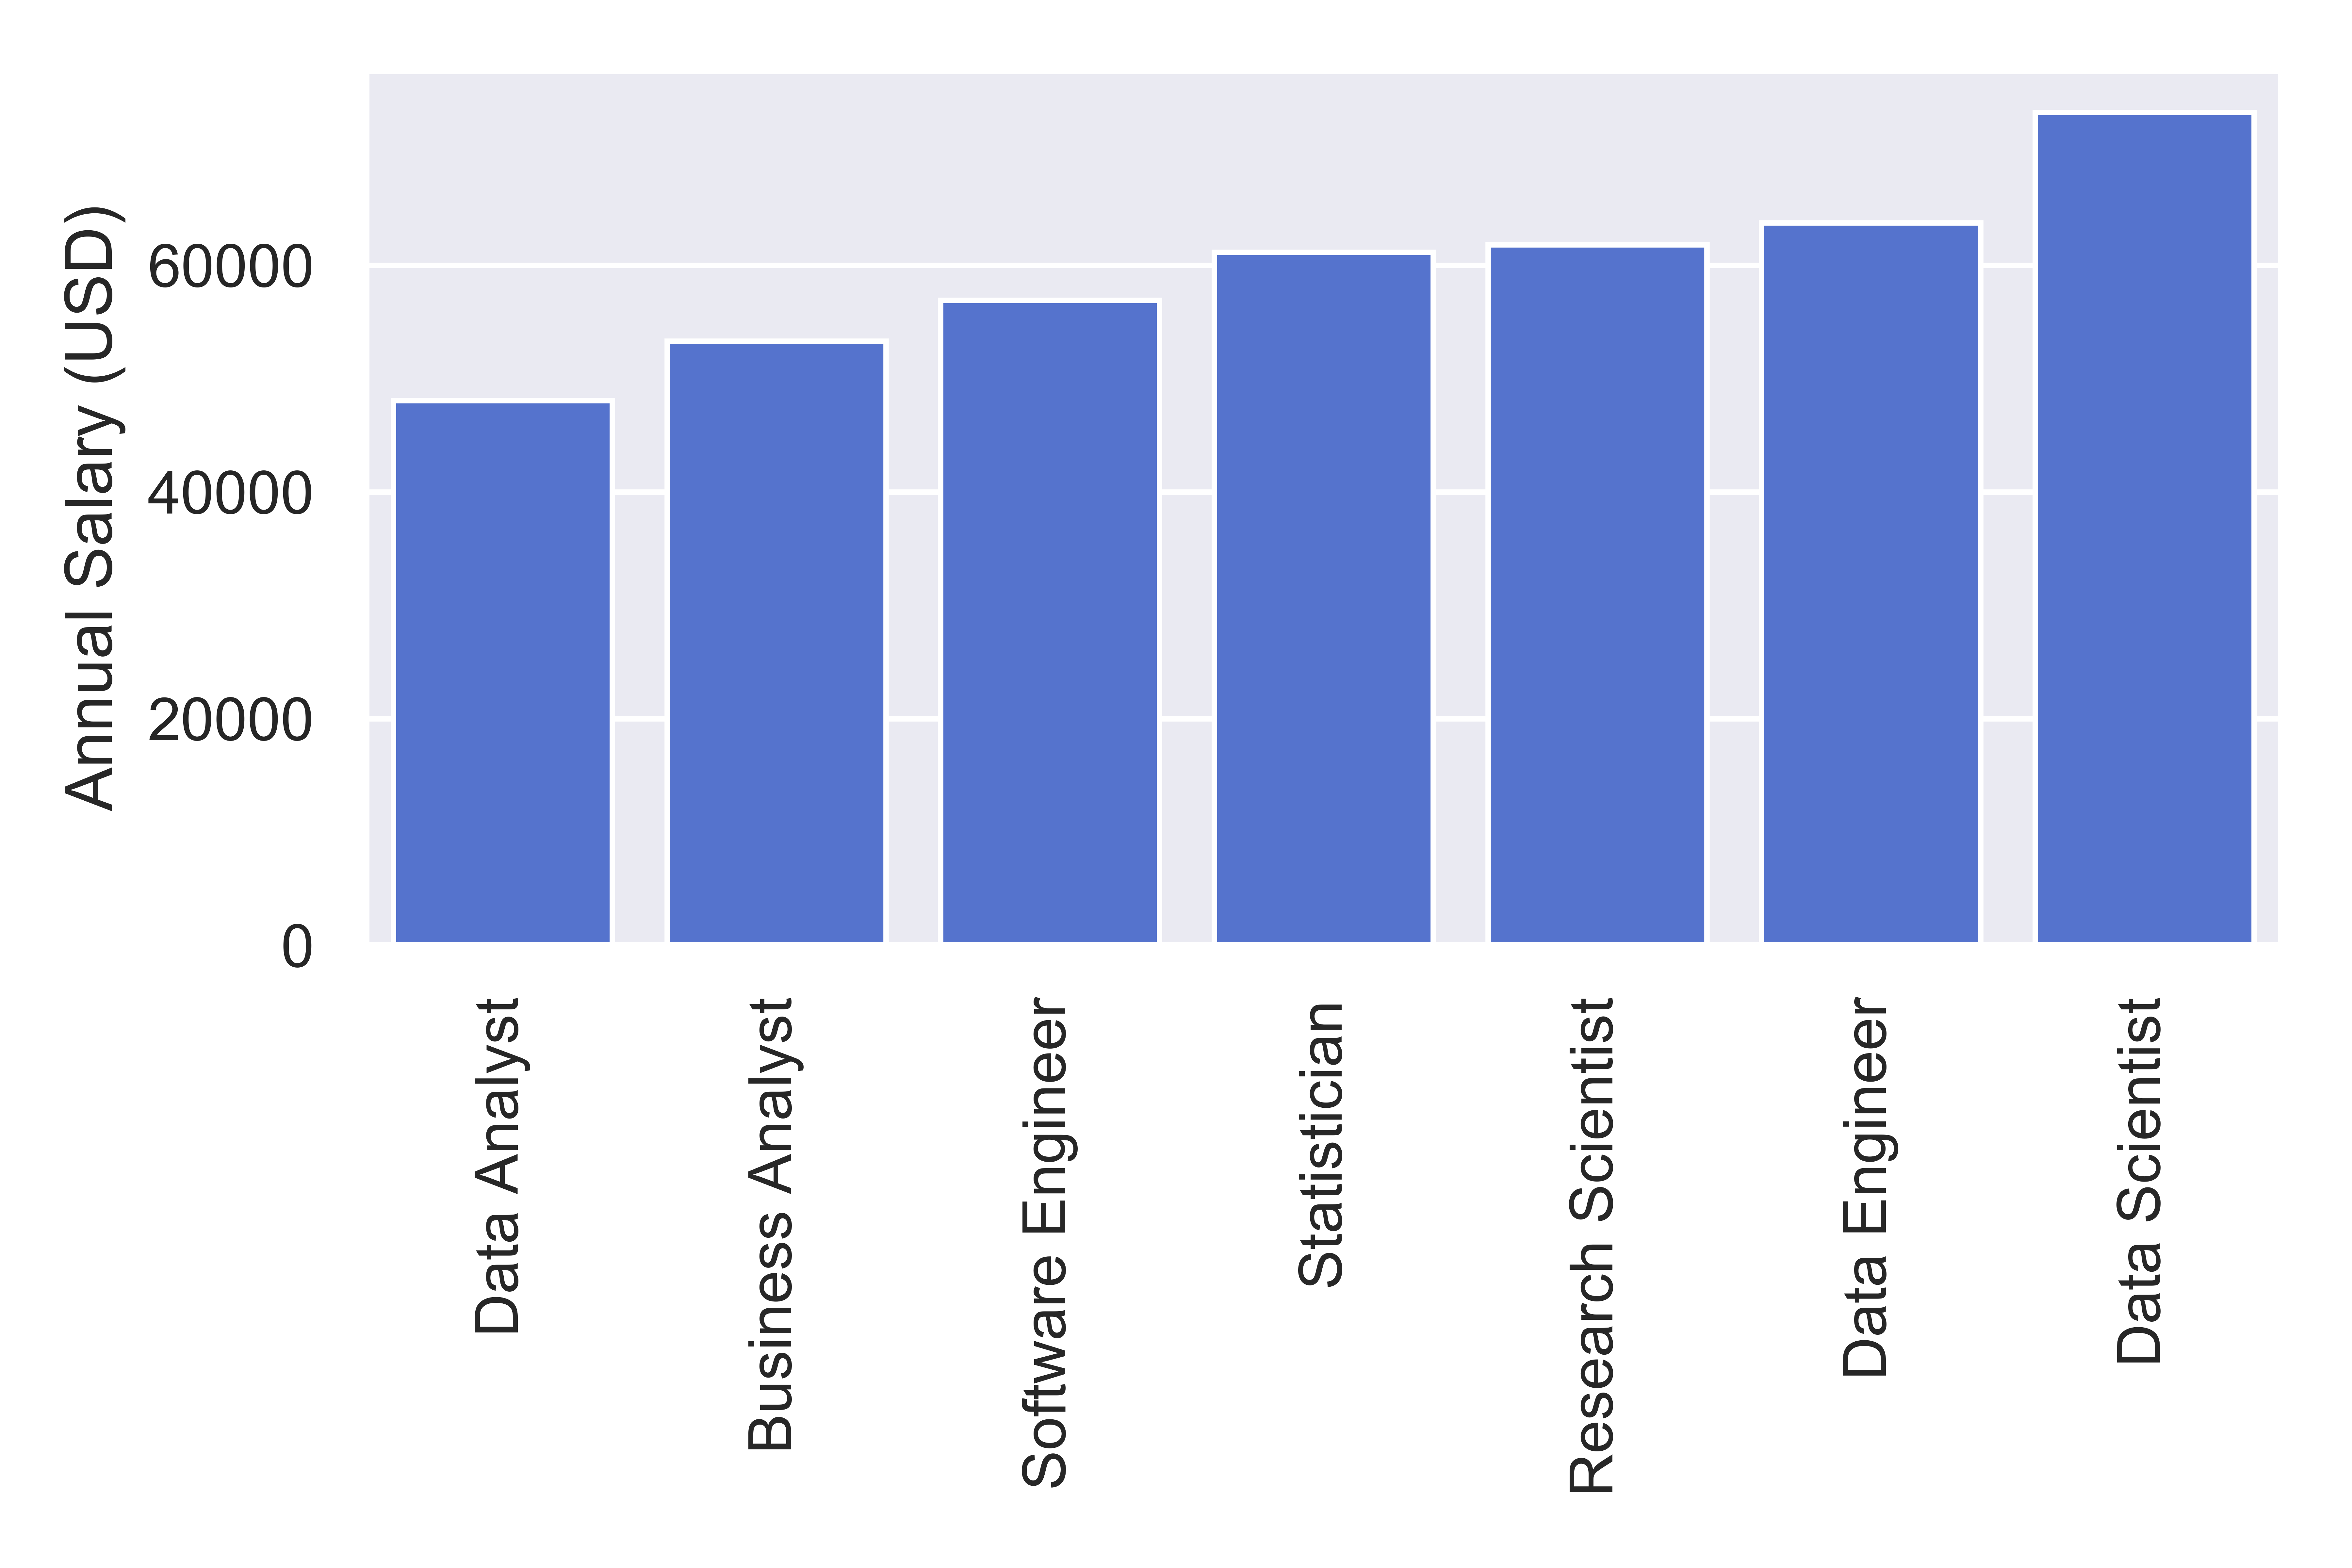 Annual Salary (USD)
60000
40000
20000
0
Data Analyst
Business Analyst
Software Engineer
Statistician
Research Scientist
Data Engineer
Data Scientist